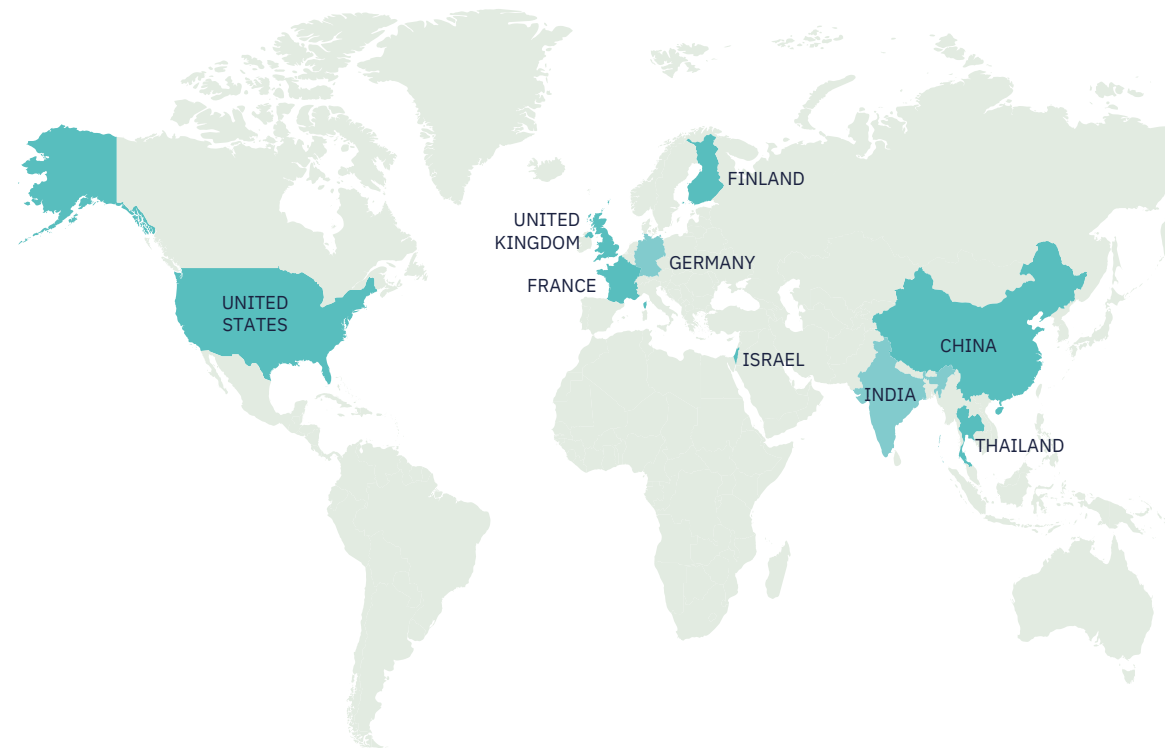 FINLAND
UNITED
KINGDOM
GERMANY
FRANCE
UNITED
STATES
ISRAEL
CHINA
INDIA
THAILAND